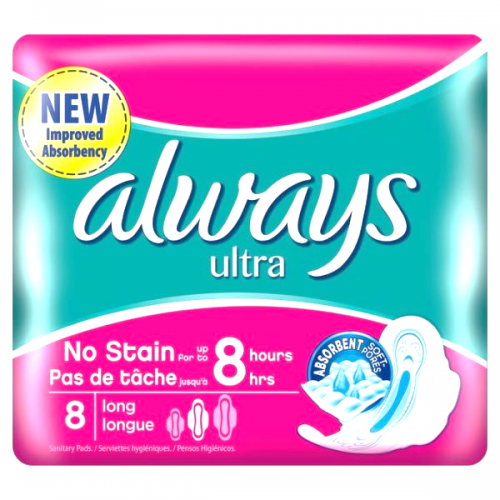 NEW
Improved
Absorbency
always
ultra
No Stain for up to 8 hours
Pas de tâche jusqu'à 8 hrs
8 long
longue
ABSORBENT SOFT-PORES
Sanitary Pads. / Serviettes hygiéniques. / Pensos Higiénicos.